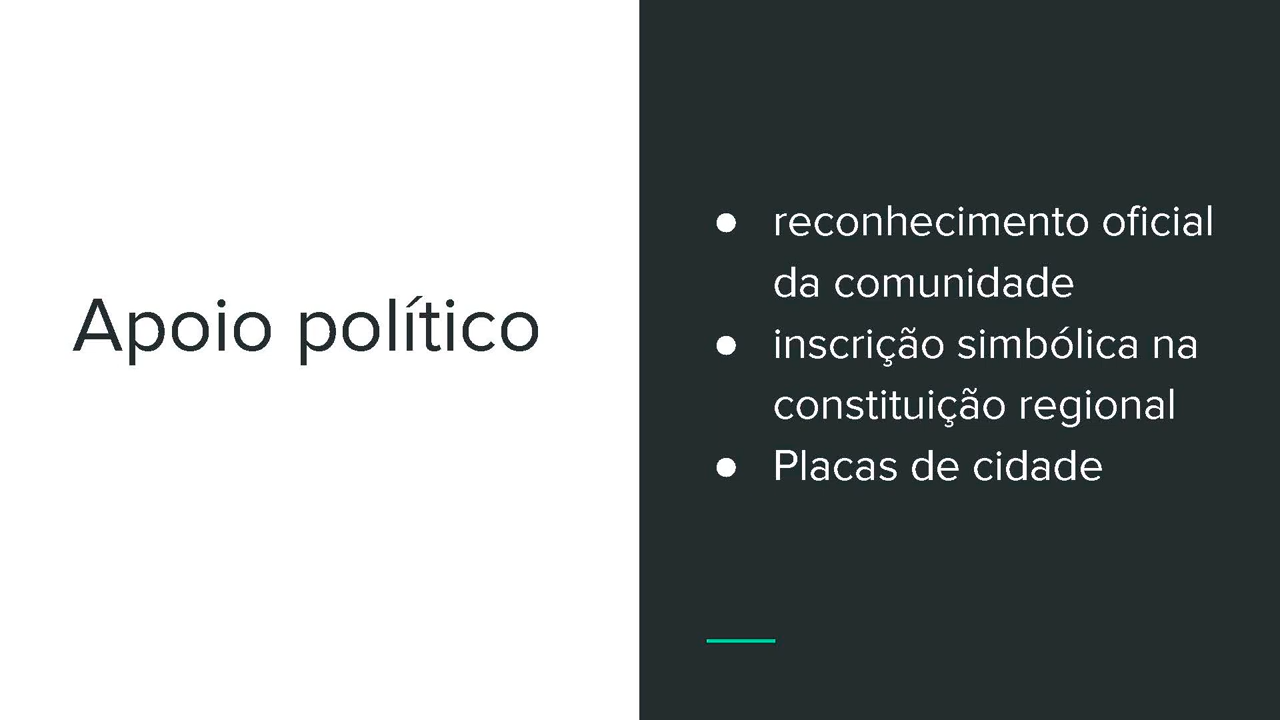 Apoio político
● reconhecimento oficial
da comunidade
● inscrição simbólica na
constituição regional
● Placas de cidade